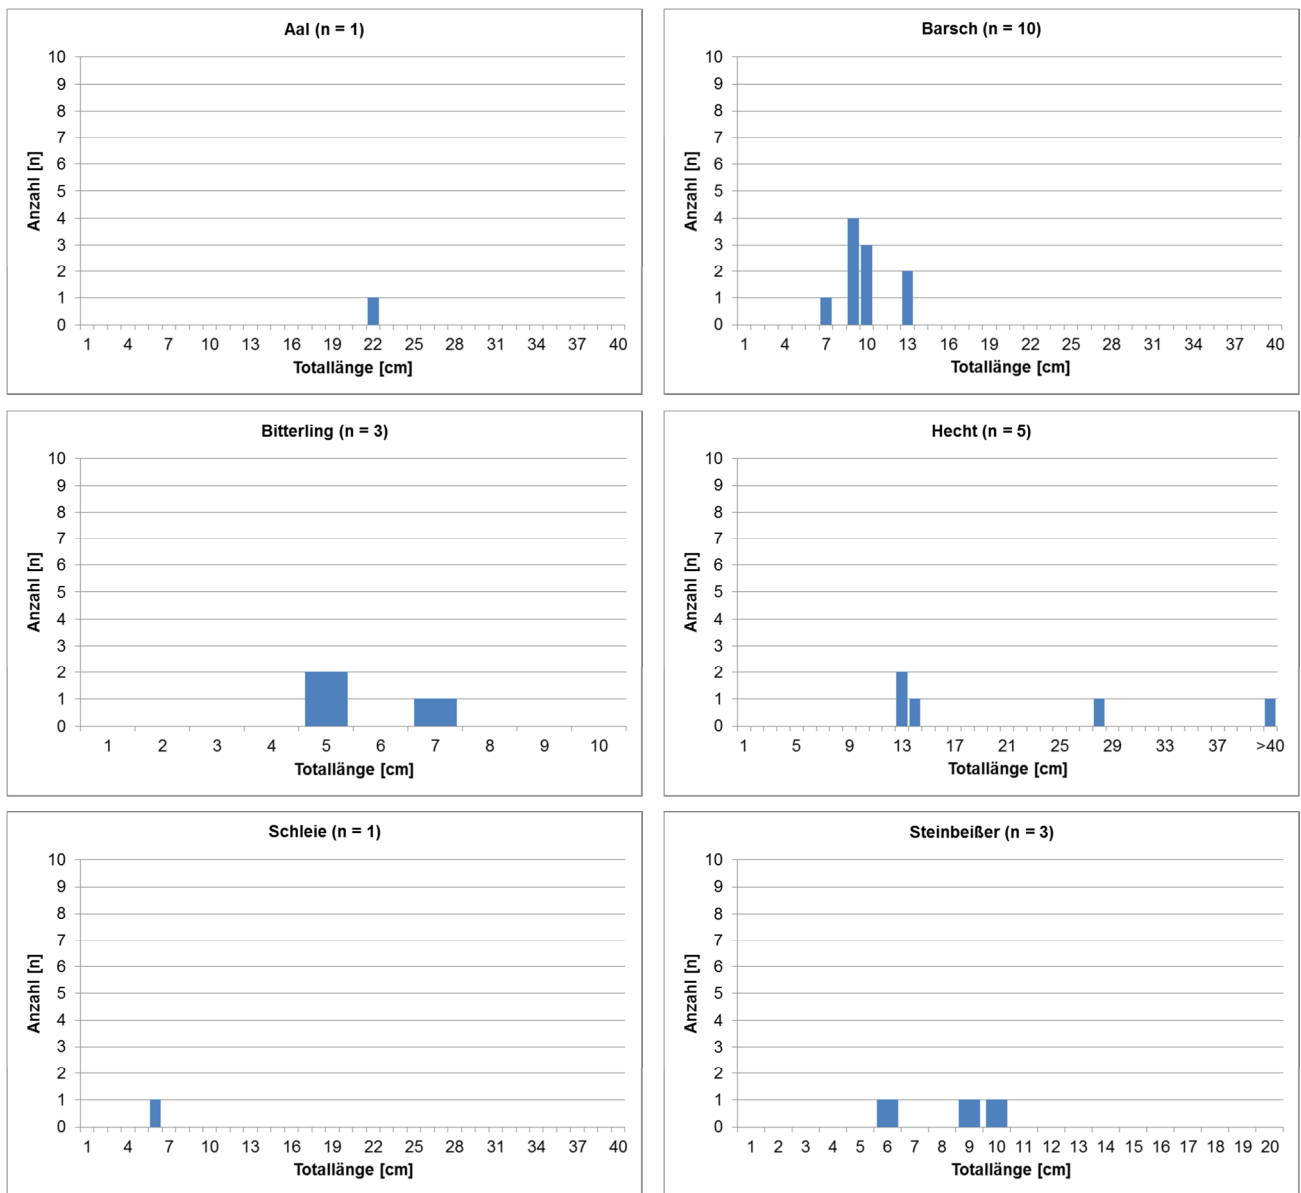 Aal (n = 1)
10
9
8
7
6
5
4
3
2
1
0
Anzahl [n]
1 4 7 10 13 16 19 22 25 28 31 34 37 40
Totallänge [cm]
Barsch (n = 10)
10
9
8
7
6
5
4
3
2
1
0
Anzahl [n]
1 4 7 10 13 16 19 22 25 28 31 34 37 40
Totallänge [cm]
Bitterling (n = 3)
10
9
8
7
6
5
4
3
2
1
0
Anzahl [n]
1 2 3 4 5 6 7 8 9 10
Totallänge [cm]
Hecht (n = 5)
10
9
8
7
6
5
4
3
2
1
0
Anzahl [n]
1 5 9 13 17 21 25 29 33 37 >40
Totallänge [cm]
Schleie (n = 1)
10
9
8
7
6
5
4
3
2
1
0
Anzahl [n]
1 4 7 10 13 16 19 22 25 28 31 34 37 40
Totallänge [cm]
Steinbeißer (n = 3)
10
9
8
7
6
5
4
3
2
1
0
Anzahl [n]
1 2 3 4 5 6 7 8 9 10 11 12 13 14 15 16 17 18 19 20
Totallänge [cm]